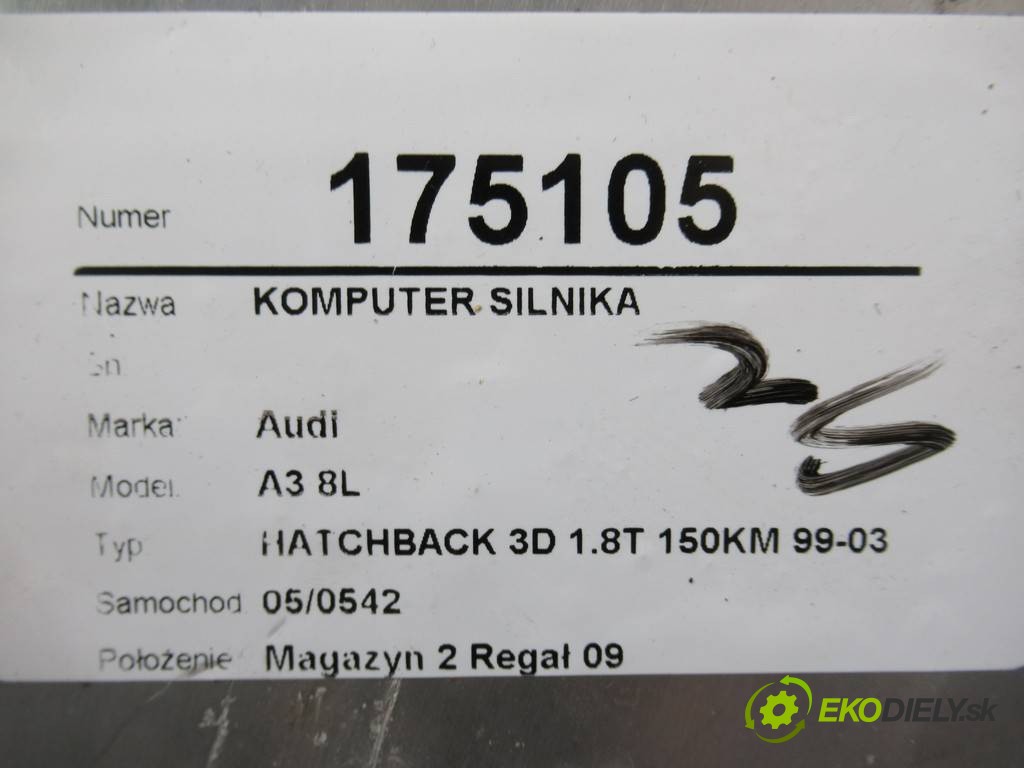 Numer 175105
Nazwa KOMPUTER SILNIKA
Marka: Audi
Model: A3 8L
Typ HATCHBACK 3D 1.8T 150KM 99-03
Samochod 05/0542
Położenie Magazyn 2 Regał 09
EKODIELY.sk